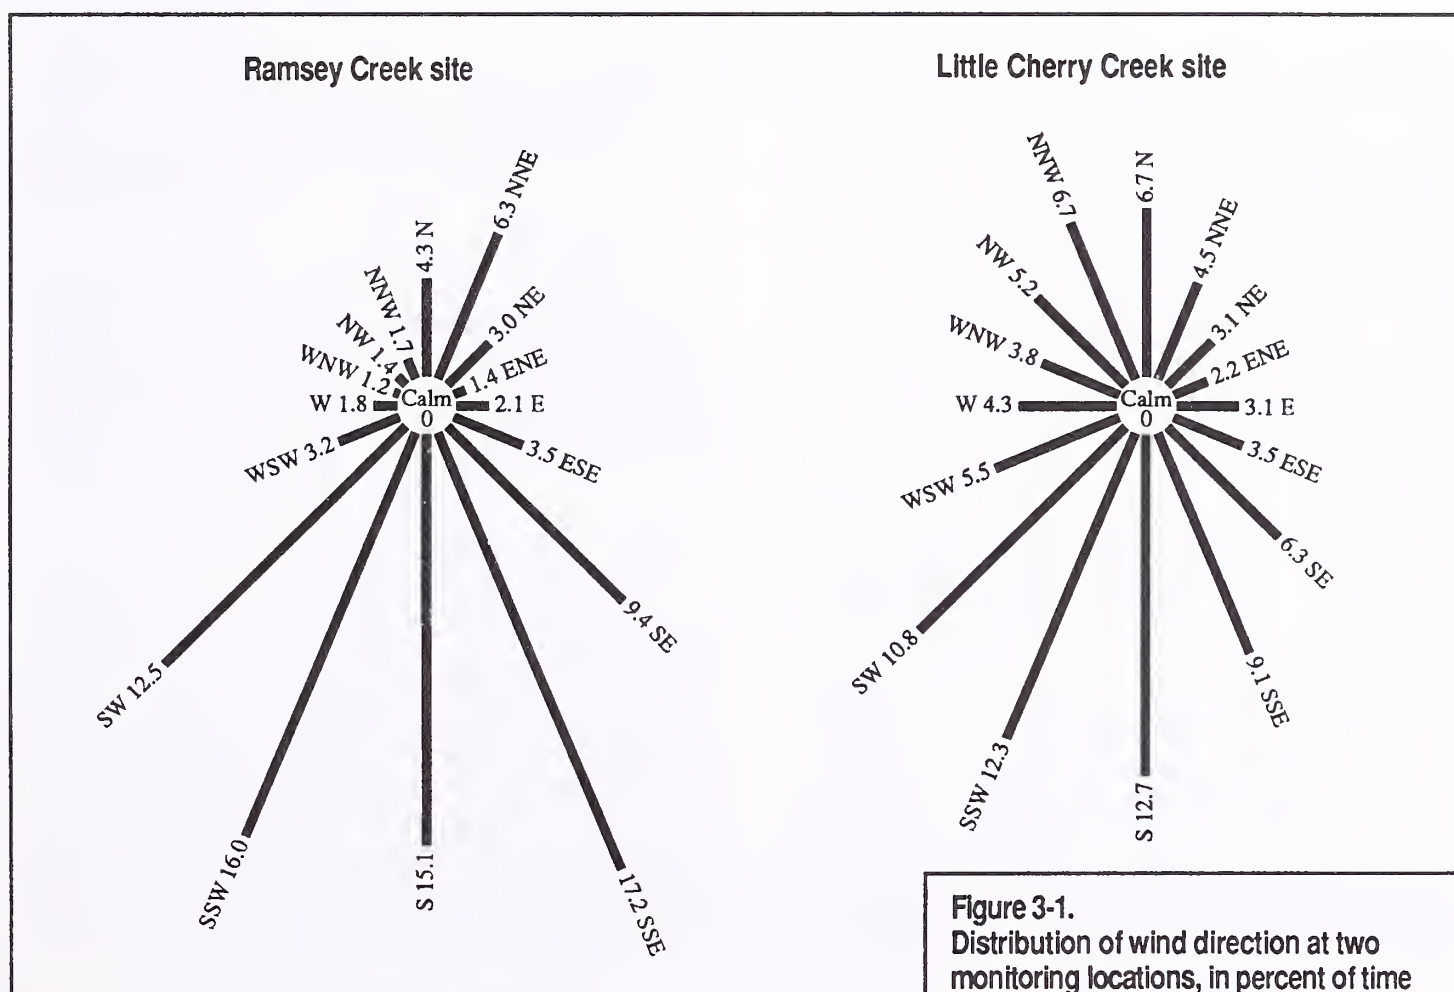 Ramsey Creek site
4.3 N
6.3 NNE
3.0 NE
1.4 ENE
2.1 E
3.5 ESE
9.4 SE
17.2 SSE
S 15.1
SSW 16.0
SW 12.5
WSW 3.2
W 1.8
WNW 1.2
NW 1.4
NNW 1.7
Calm
0
Little Cherry Creek site
6.7 N
4.5 NNE
3.1 NE
2.2 ENE
3.1 E
3.5 ESE
6.3 SE
9.1 SSE
S 12.7
SSW 12.3
SW 10.8
WSW 5.5
W 4.3
WNW 3.8
NW 5.2
NNW 6.7
Calm
0
Figure 3-1.
Distribution of wind direction at two
monitoring locations, in percent of time